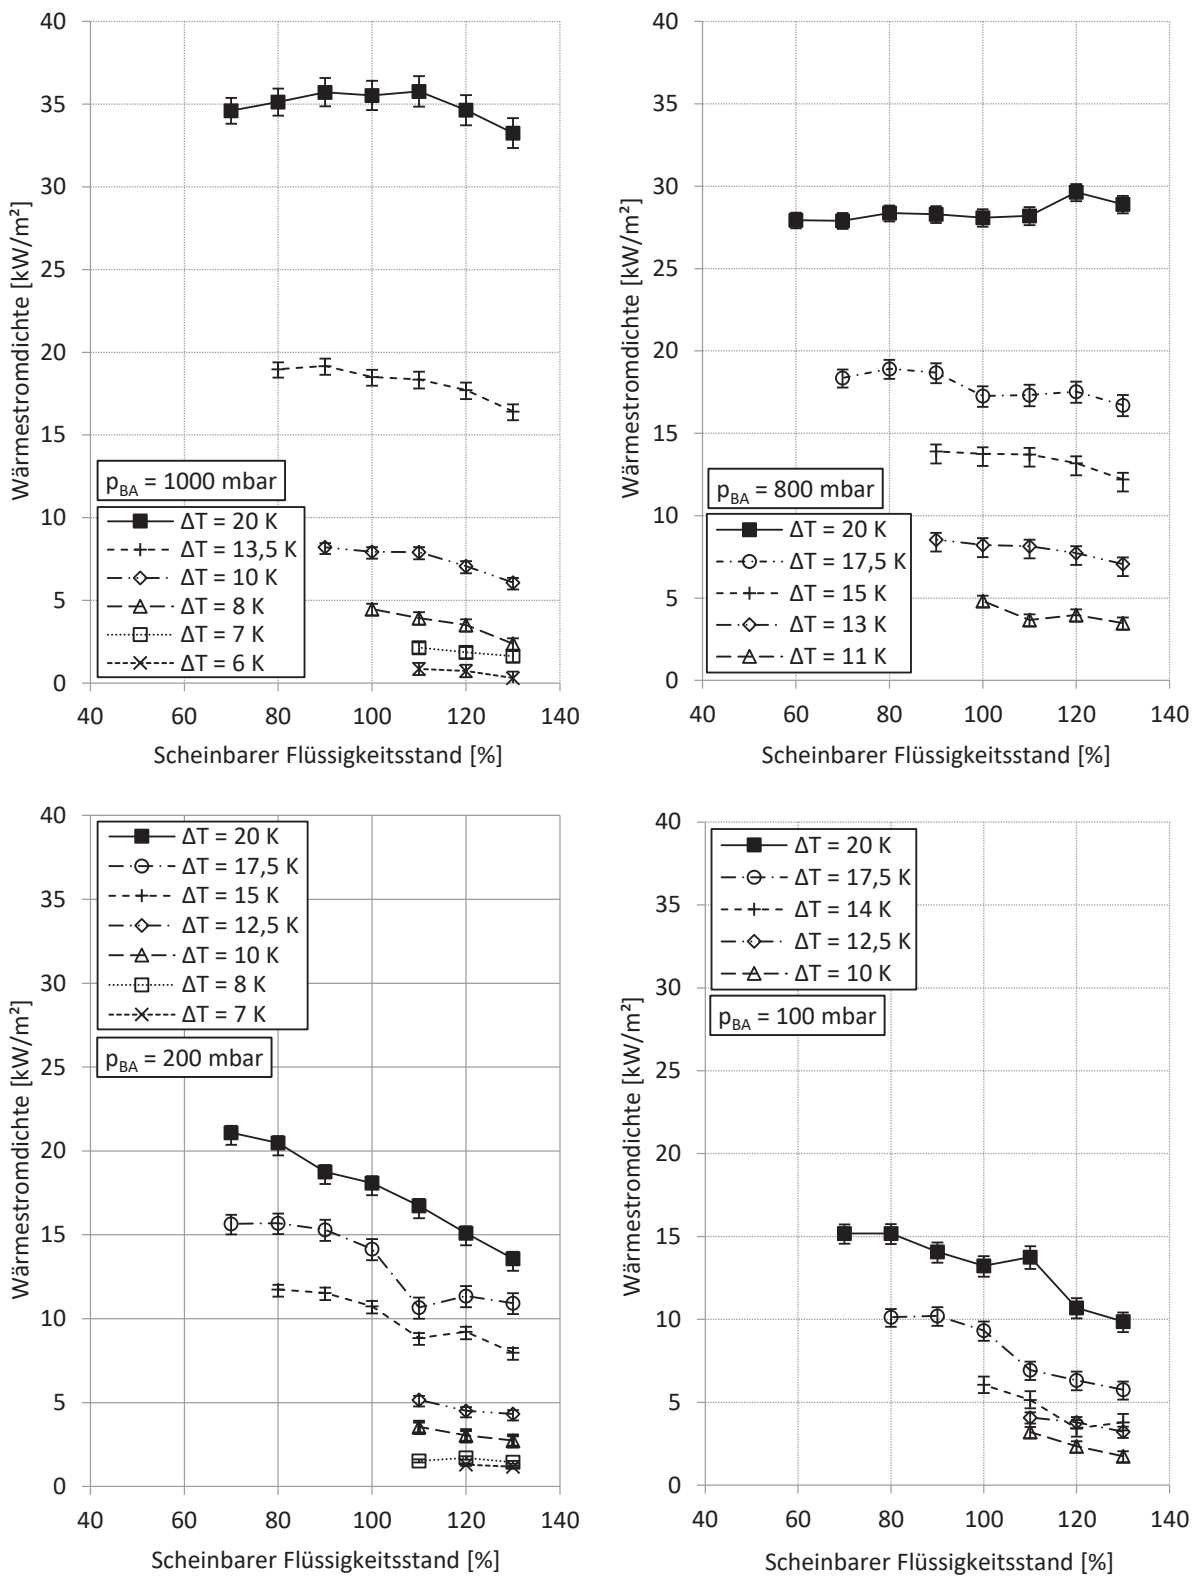 40
35
30
25
20
15
10
5
0
Wärmestromdichte [kW/m²]
p_BA = 1000 mbar
ΔT = 20 K
ΔT = 13,5 K
ΔT = 10 K
ΔT = 8 K
ΔT = 7 K
ΔT = 6 K
40 60 80 100 120 140
Scheinbarer Flüssigkeitsstand [%]
40
35
30
25
20
15
10
5
0
Wärmestromdichte [kW/m²]
p_BA = 800 mbar
ΔT = 20 K
ΔT = 17,5 K
ΔT = 15 K
ΔT = 13 K
ΔT = 11 K
40 60 80 100 120 140
Scheinbarer Flüssigkeitsstand [%]
40
35
30
25
20
15
10
5
0
Wärmestromdichte [kW/m²]
ΔT = 20 K
ΔT = 17,5 K
ΔT = 15 K
ΔT = 12,5 K
ΔT = 10 K
ΔT = 8 K
ΔT = 7 K
p_BA = 200 mbar
40 60 80 100 120 140
Scheinbarer Flüssigkeitsstand [%]
40
35
30
25
20
15
10
5
0
Wärmestromdichte [kW/m²]
ΔT = 20 K
ΔT = 17,5 K
ΔT = 14 K
ΔT = 12,5 K
ΔT = 10 K
p_BA = 100 mbar
40 60 80 100 120 140
Scheinbarer Flüssigkeitsstand [%]